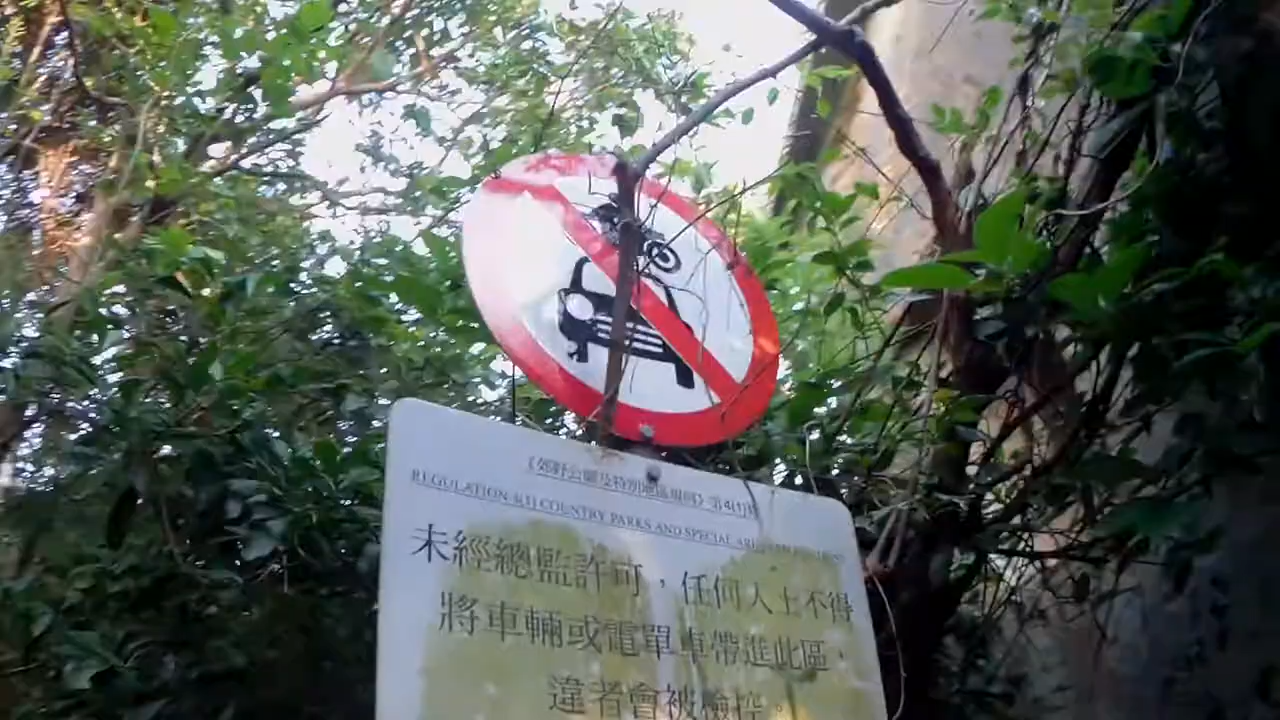 《郊野公園及特別地區規例》第4(1)條
REGULATION 4(1) COUNTRY PARKS AND SPECIAL
未經總監許可，任何人士不得
將車輛或電單車帶進此區，
違者會被檢控。